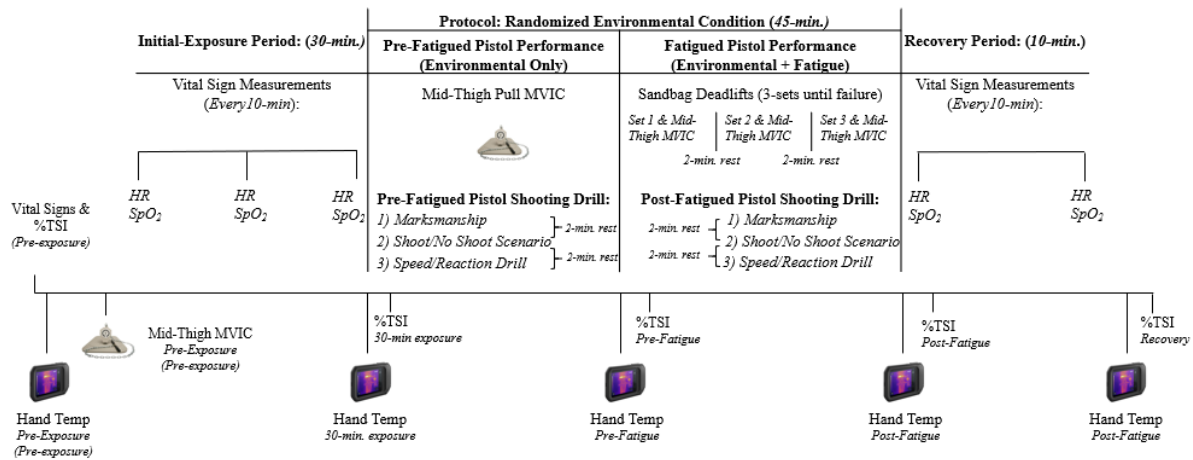 Protocol: Randomized Environmental Condition (45-min.)
Initial-Exposure Period: (30-min.)
Pre-Fatigued Pistol Performance
(Environmental Only)
Fatigued Pistol Performance
(Environmental + Fatigue)
Recovery Period: (10-min.)
Vital Sign Measurements
(Every10-min):
Mid-Thigh Pull MVIC
Sandbag Deadlifts (3-sets until failure)
Vital Sign Measurements
(Every10-min):
Set 1 & Mid-
Thigh MVIC
Set 2 & Mid-
Thigh MVIC
Set 3 & Mid-
Thigh MVIC
2-min. rest
2-min. rest
HR
SpO2
HR
SpO2
HR
SpO2
Pre-Fatigued Pistol Shooting Drill:
1) Marksmanship
2) Shoot/No Shoot Scenario
3) Speed/Reaction Drill
2-min. rest
2-min. rest
Post-Fatigued Pistol Shooting Drill:
1) Marksmanship
2) Shoot/No Shoot Scenario
3) Speed/Reaction Drill
2-min. rest
2-min. rest
HR
SpO2
HR
SpO2
Vital Signs &
%TSI
(Pre-exposure)
Mid-Thigh MVIC
Pre-Exposure
(Pre-exposure)
%TSI
30-min exposure
%TSI
Pre-Fatigue
%TSI
Post-Fatigue
%TSI
Recovery
Hand Temp
Pre-Exposure
(Pre-exposure)
Hand Temp
30-min. exposure
Hand Temp
Pre-Fatigue
Hand Temp
Post-Fatigue
Hand Temp
Post-Fatigue